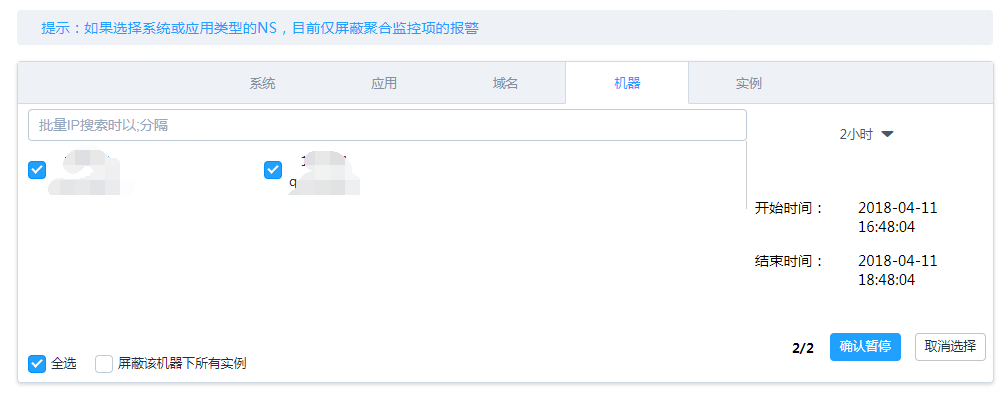 提示：如果选择系统或应用类型的NS，目前仅屏蔽聚合监控项的报警
系统 应用 域名 机器 实例
批量IP搜索时以;分隔
2小时
开始时间： 2018-04-11
16:48:04
结束时间： 2018-04-11
18:48:04
2/2 确认暂停 取消选择
全选 屏蔽该机器下所有实例